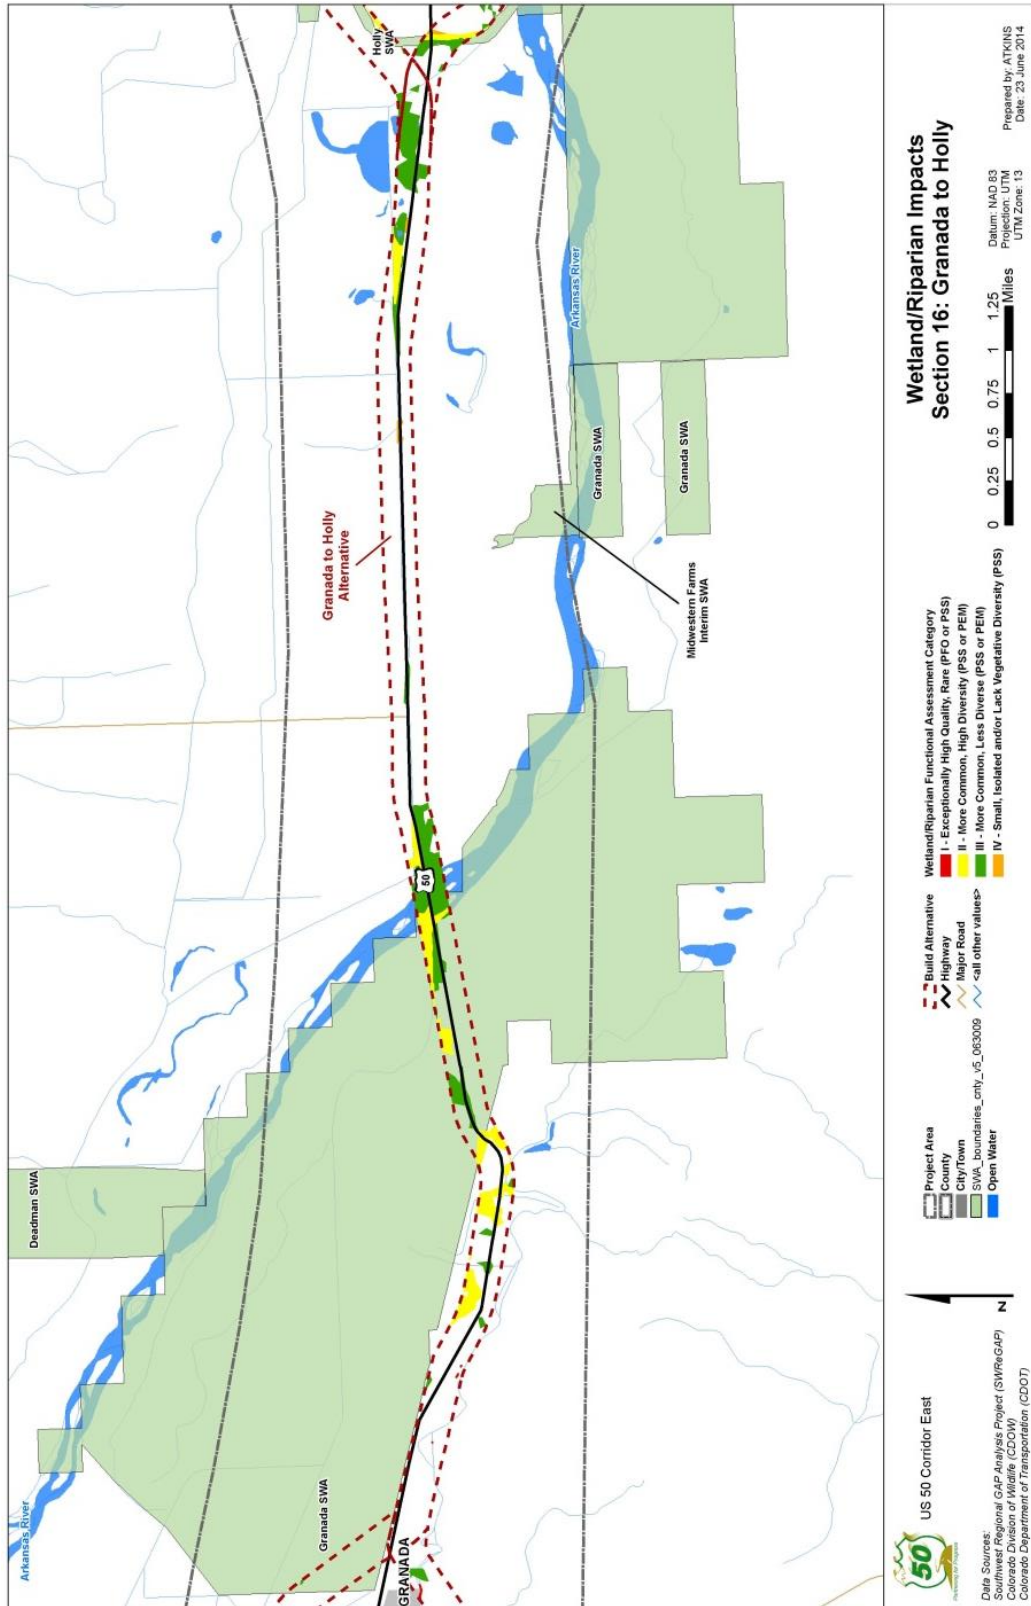 Arkansas River
Deadman SWA
Granada SWA
GRANADA
50
Granada to Holly
Alternative
Holly
SWA
Arkansas River
Granada SWA
Granada SWA
Midwestern Farms
Interim SWA
50
US 50 Corridor East
Data Sources:
Southwest Regional GAP Analysis Project (SWReGAP)
Colorado Division of Wildlife (CDOW)
Colorado Department of Transportation (CDOT)
N
Project Area
County
City/Town
SWA_boundaries_cnty_v5_063009
Open Water
Build Alternative
Highway
Major Road
<all other values>
Wetland/Riparian Functional Assessment Category
I - Exceptionally High Quality, Rare (PFO or PSS)
II - More Common, High Diversity (PSS or PEM)
III - More Common, Less Diverse (PSS or PEM)
IV - Small, Isolated and/or Lack Vegetative Diversity (PSS)
Wetland/Riparian Impacts
Section 16: Granada to Holly
0 0.25 0.5 0.75 1 1.25
Miles
Datum: NAD 83
Projection: UTM
UTM Zone: 13
Prepared by: ATKINS
Date: 23 June 2014